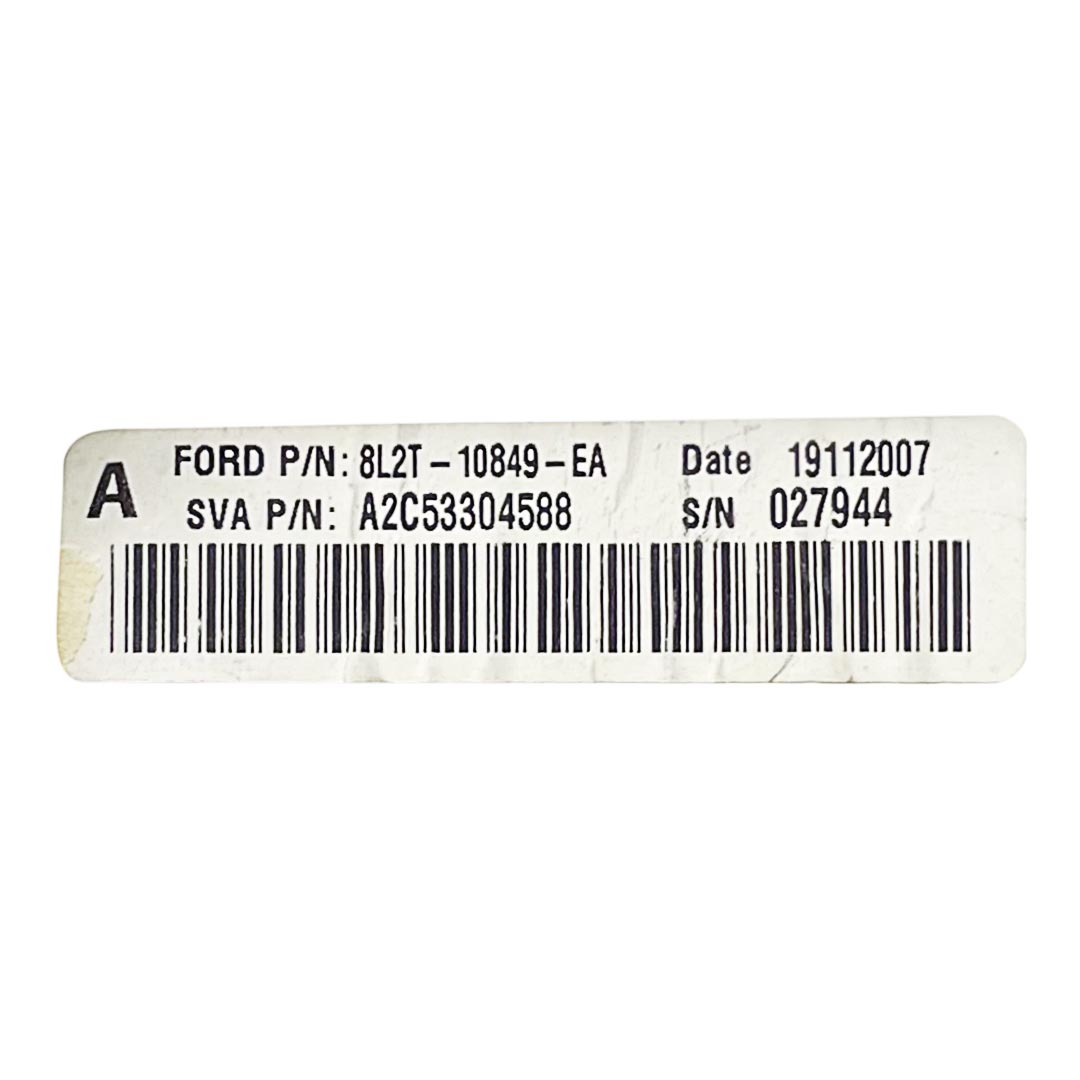 A
FORD P/N: 8L2T-10849-EA Date 19112007
SVA P/N: A2C53304588 S/N 027944